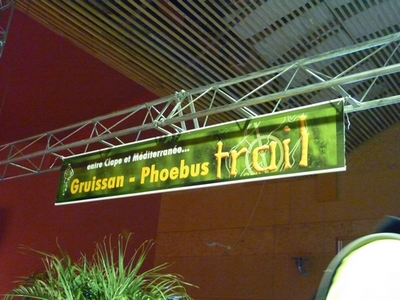 entre Clape et Méditerranée...
Gruissan - Phoebus trail